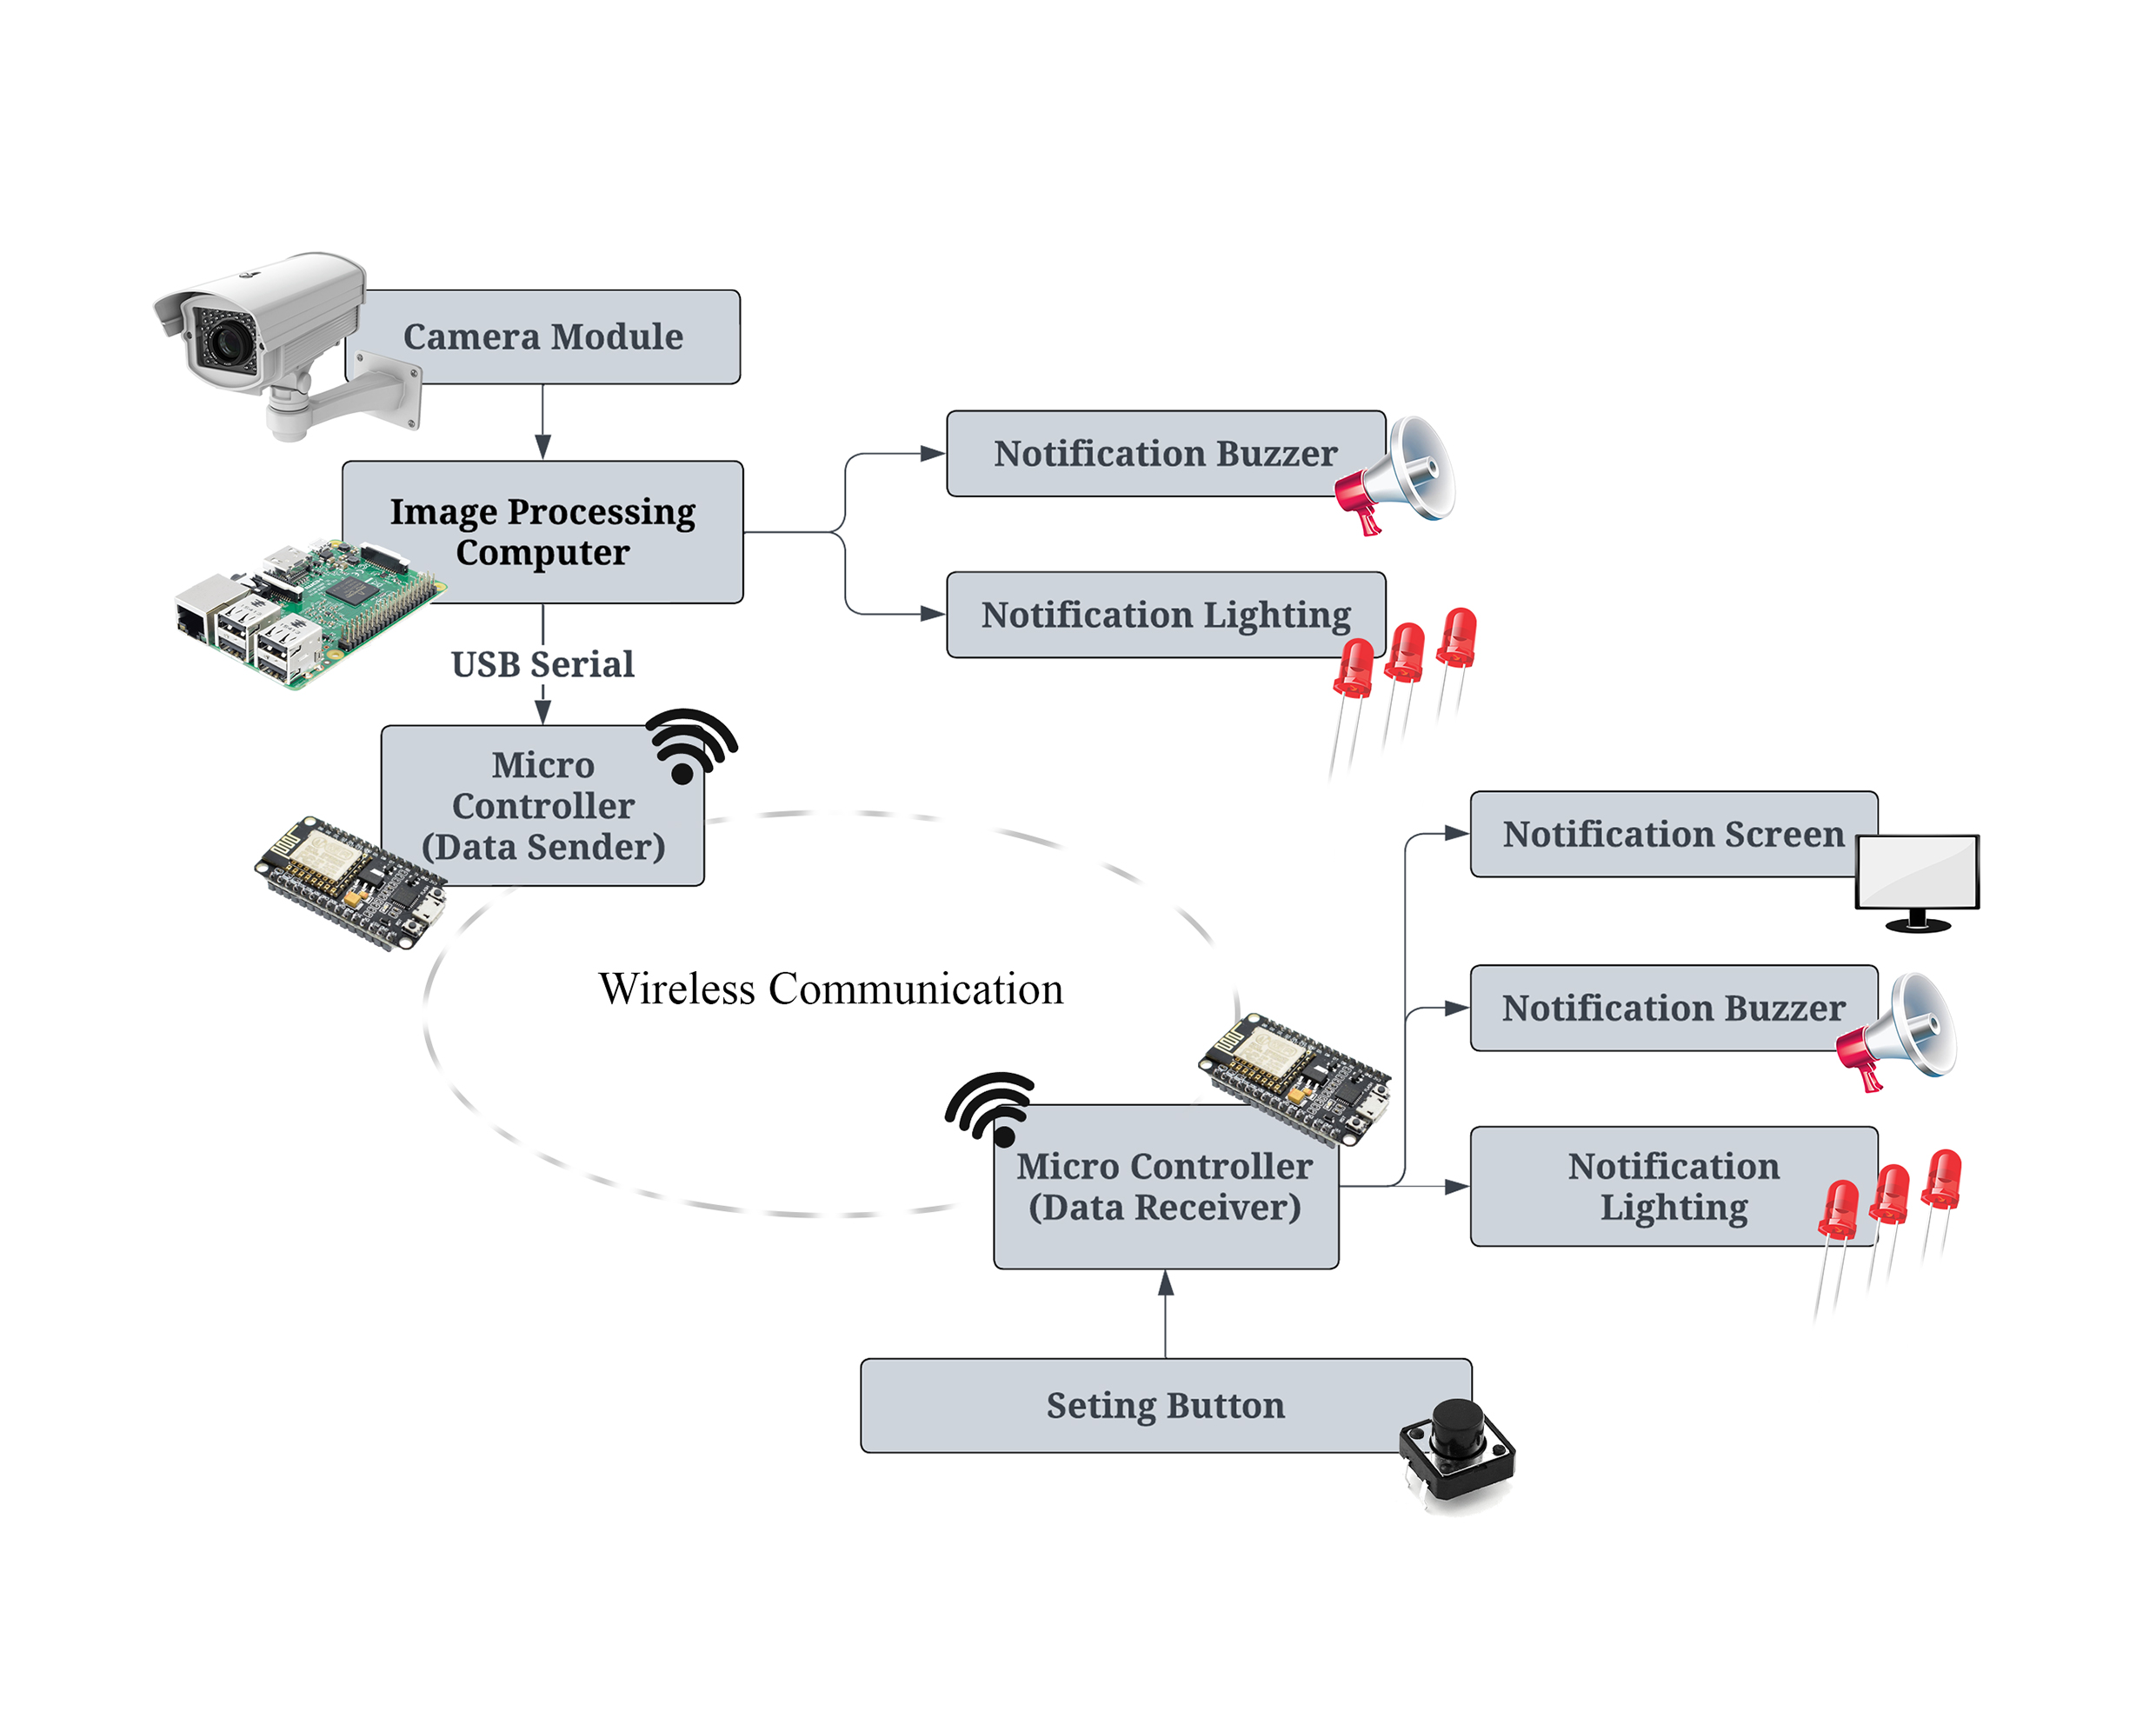 Camera Module
Image Processing
Computer
Notification Buzzer
Notification Lighting
USB Serial
Micro
Controller
(Data Sender)
Wireless Communication
Notification Screen
Notification Buzzer
Notification
Lighting
Micro Controller
(Data Receiver)
Seting Button